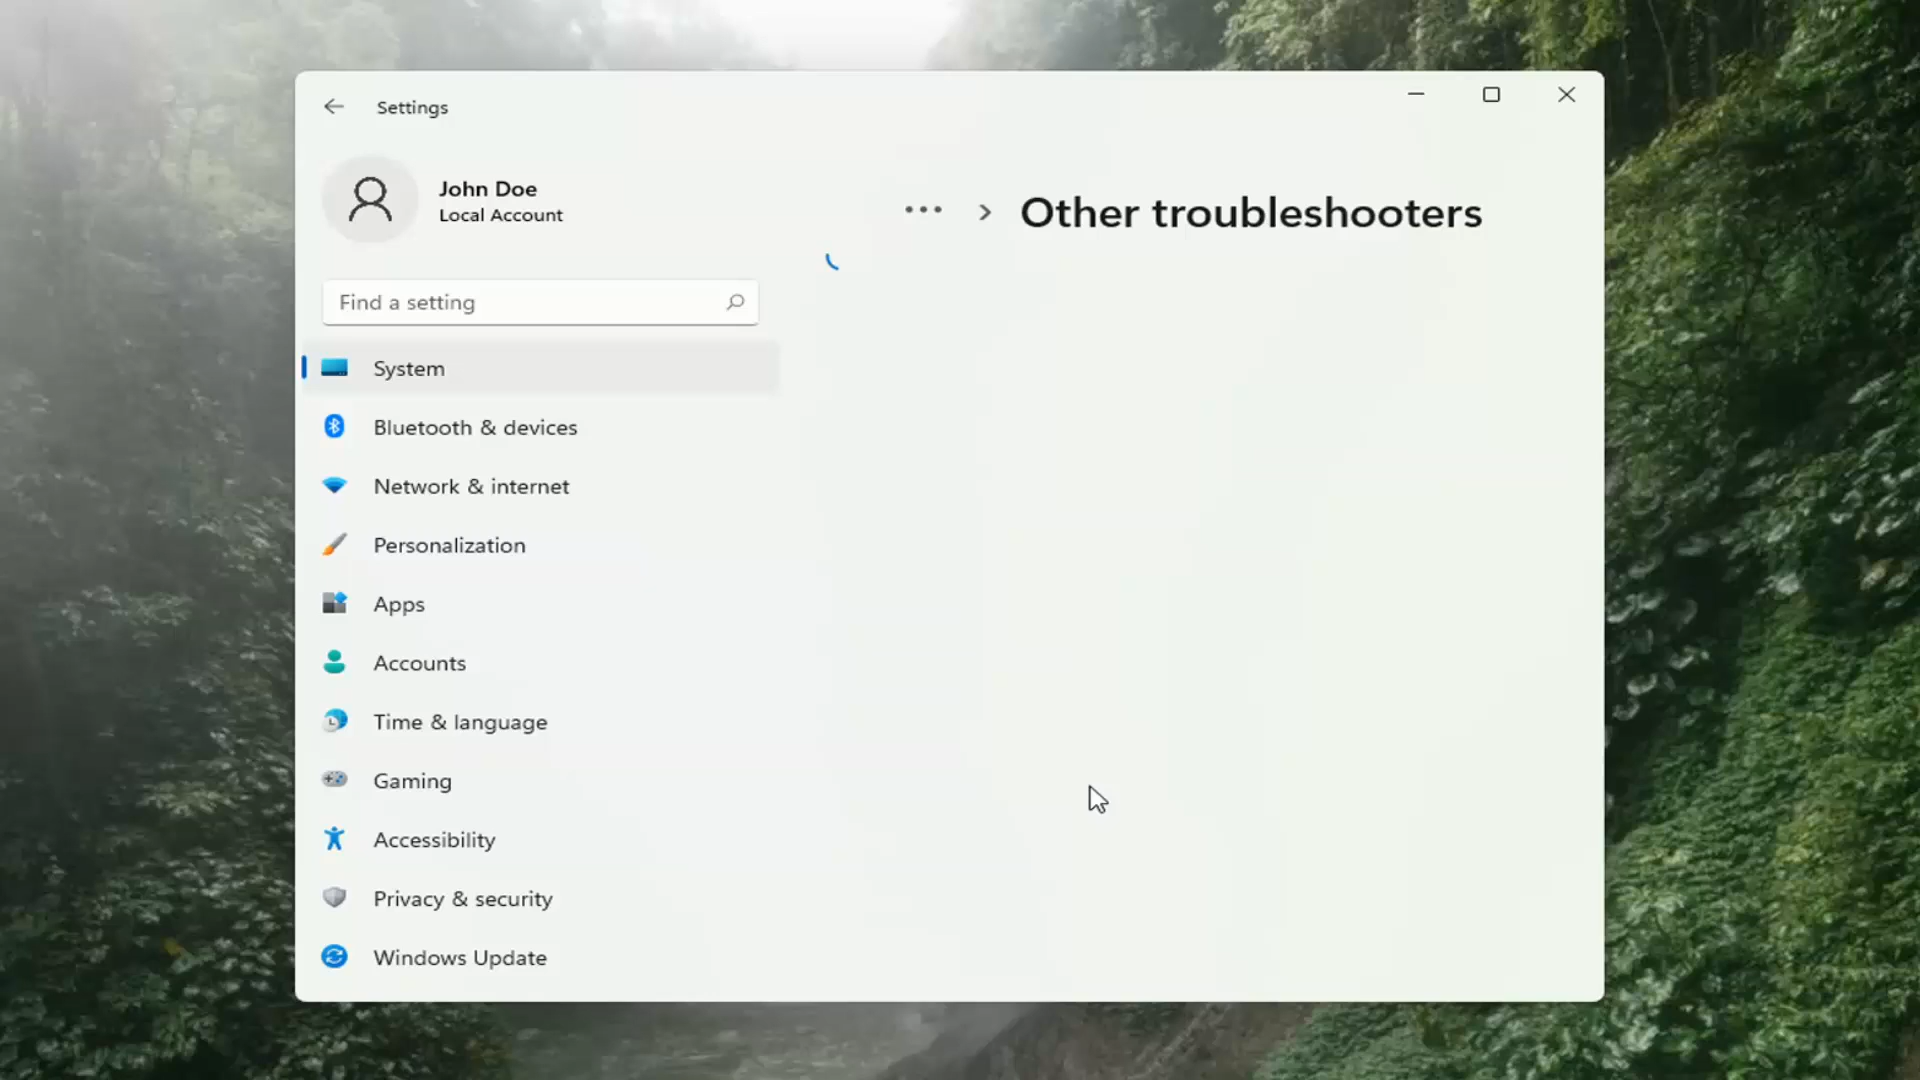 Settings
John Doe
Local Account
Find a setting
System
Bluetooth & devices
Network & internet
Personalization
Apps
Accounts
Time & language
Gaming
Accessibility
Privacy & security
Windows Update
... > Other troubleshooters